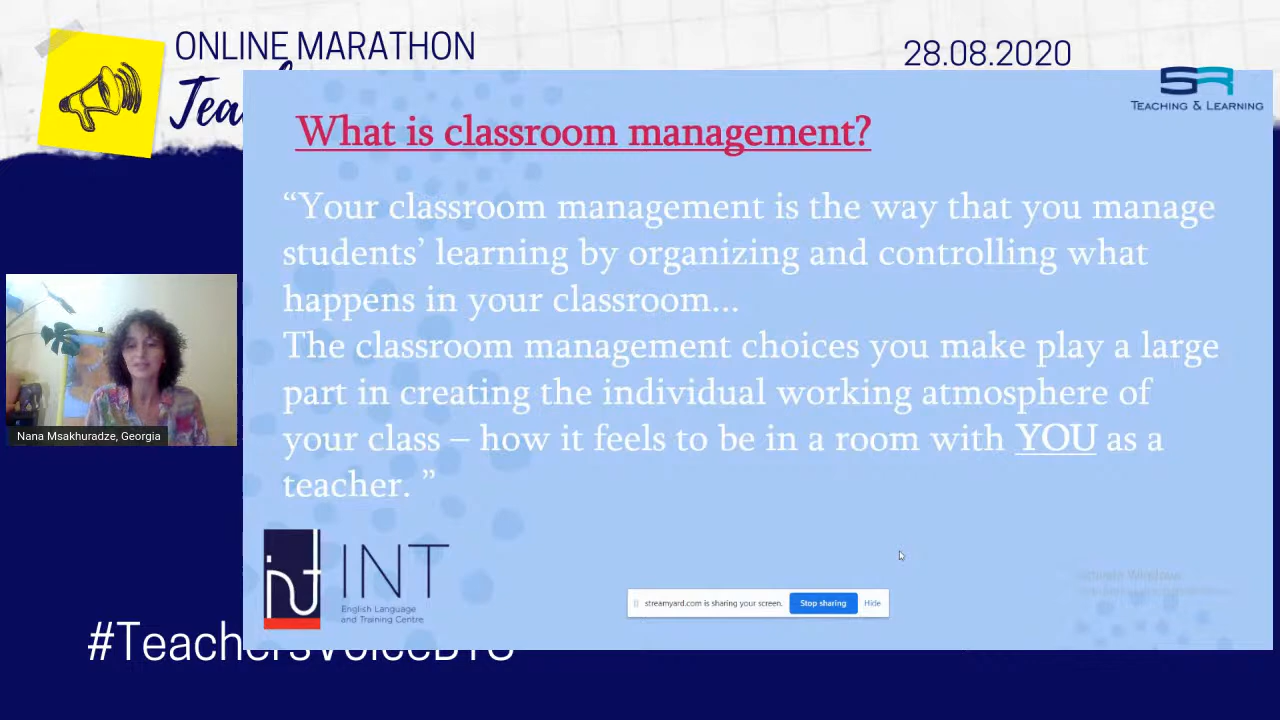 ONLINE MARATHON
28.08.2020
Tea
SR
TEACHING & LEARNING
What is classroom management?
“Your classroom management is the way that you manage
students’ learning by organizing and controlling what
happens in your classroom...
The classroom management choices you make play a large
part in creating the individual working atmosphere of
your class – how it feels to be in a room with YOU as a
teacher. ”
Nana Msakhuradze, Georgia
int
INT
English Language
and Training Centre
streamyard.com is sharing your screen.
Stop sharing
Hide
Activate Windows